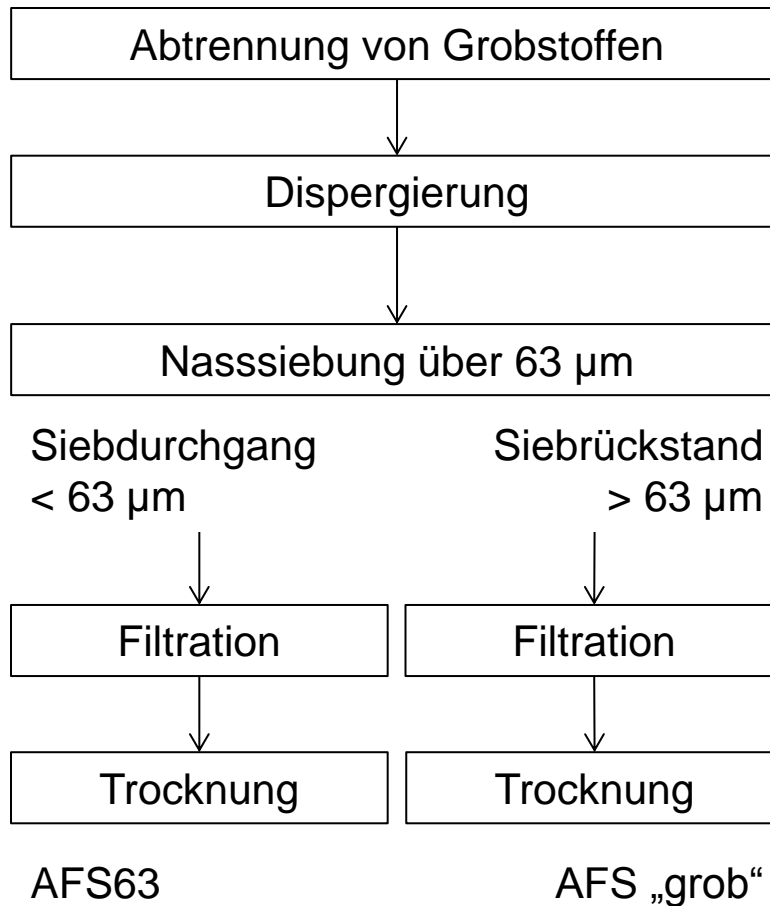 Abtrennung von Grobstoffen
Dispergierung
Nasssiebung über 63 µm
Siebdurchgang
< 63 µm
Siebrückstand
> 63 µm
Filtration
Filtration
Trocknung
Trocknung
AFS63
AFS „grob“